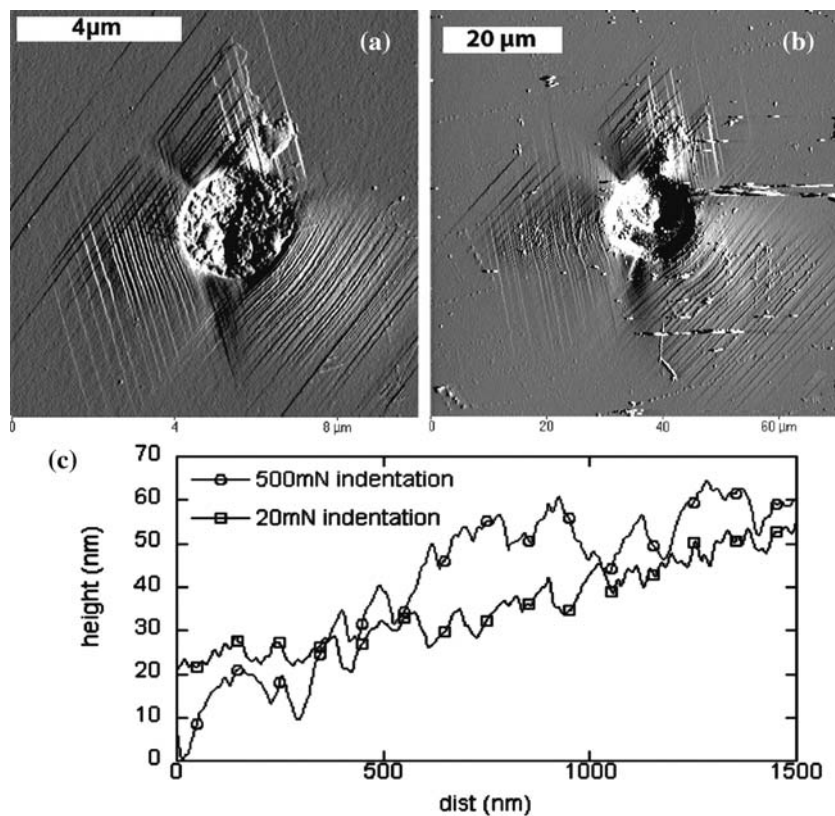 4µm
(a)
20 µm
(b)
0
4
8 µm
0
20
40
60 µm
(c)
70
60
50
40
30
20
10
0
height (nm)
500mN indentation
20mN indentation
0
500
1000
1500
dist (nm)